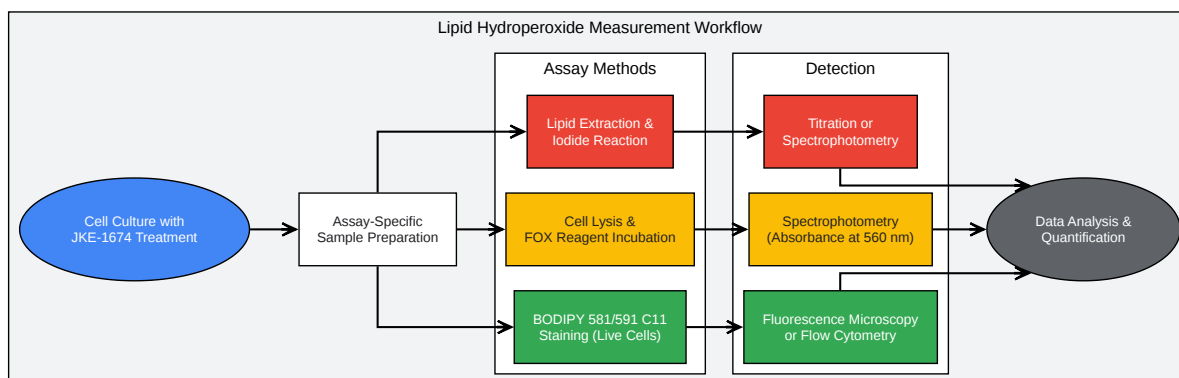 Lipid Hydroperoxide Measurement Workflow
Assay Methods
Detection
Lipid Extraction &
Iodide Reaction
Titration or
Spectrophotometry
Cell Culture with
JKE-1674 Treatment
Assay-Specific
Sample Preparation
Cell Lysis &
FOX Reagent Incubation
Spectrophotometry
(Absorbance at 560 nm)
Data Analysis &
Quantification
BODIPY 581/591 C11
Staining (Live Cells)
Fluorescence Microscopy
or Flow Cytometry